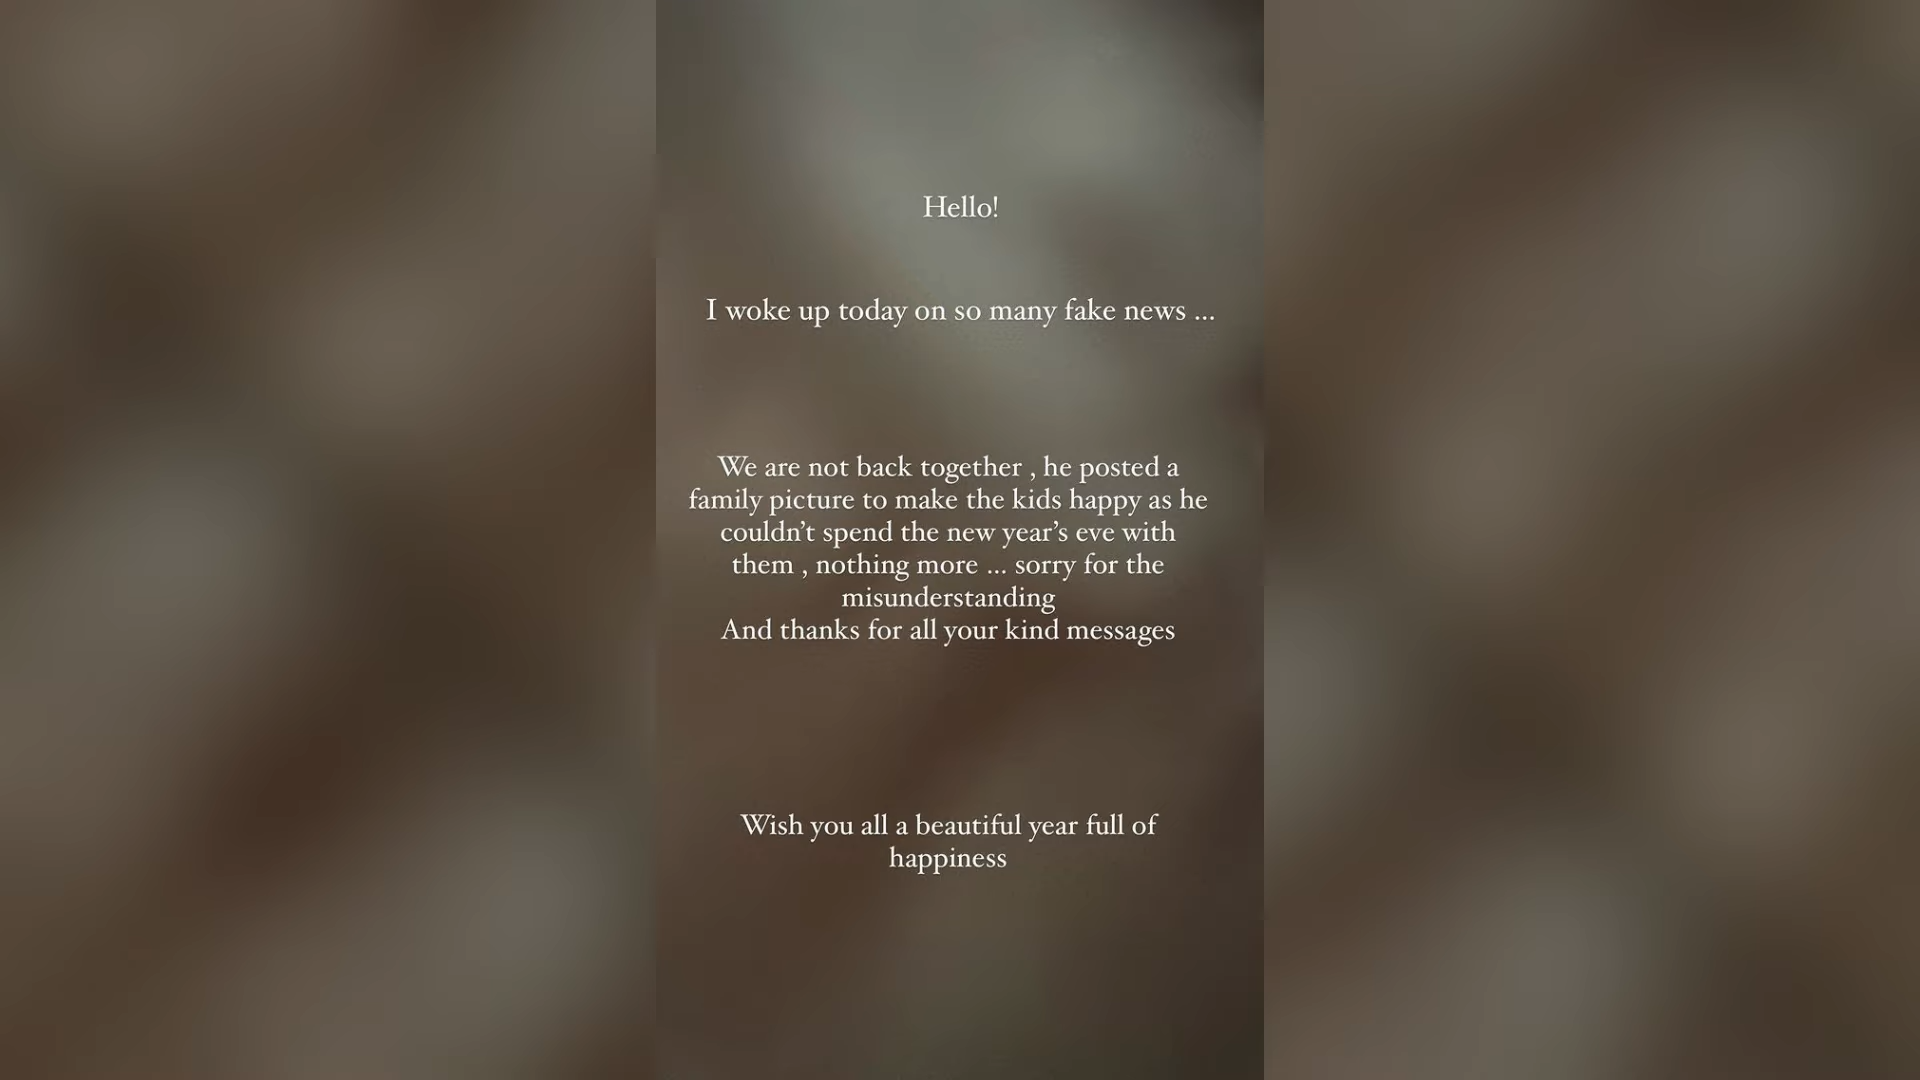 Hello!
I woke up today on so many fake news ...
We are not back together , he posted a
family picture to make the kids happy as he
couldn’t spend the new year’s eve with
them , nothing more ... sorry for the
misunderstanding
And thanks for all your kind messages
Wish you all a beautiful year full of
happiness